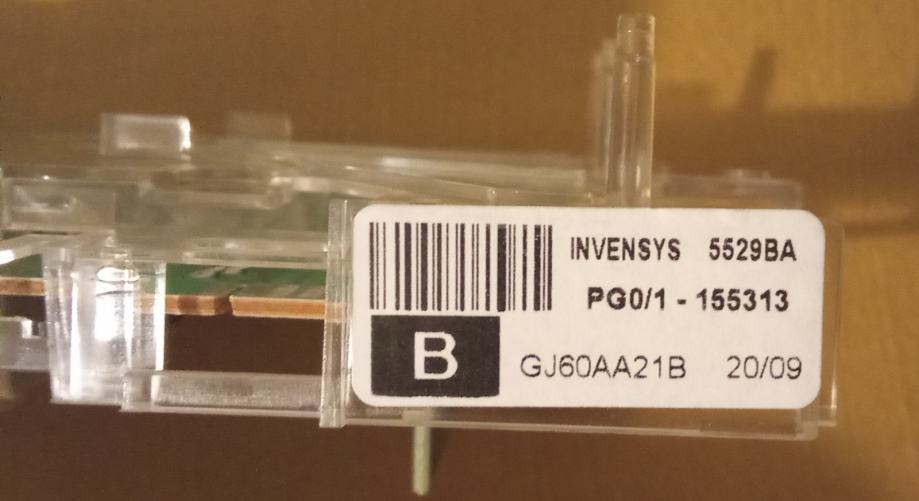 INVENSYS 5529BA
PG0/1 - 155313
B GJ60AA21B 20/09